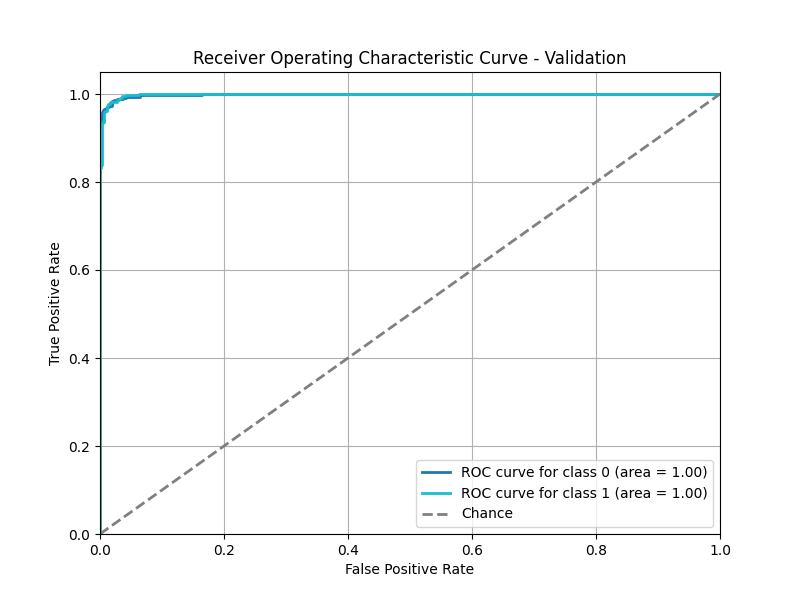 Receiver Operating Characteristic Curve - Validation
1.0
0.8
0.6
0.4
0.2
0.0
True Positive Rate
ROC curve for class 0 (area = 1.00)
ROC curve for class 1 (area = 1.00)
Chance
0.0 0.2 0.4 0.6 0.8 1.0
False Positive Rate